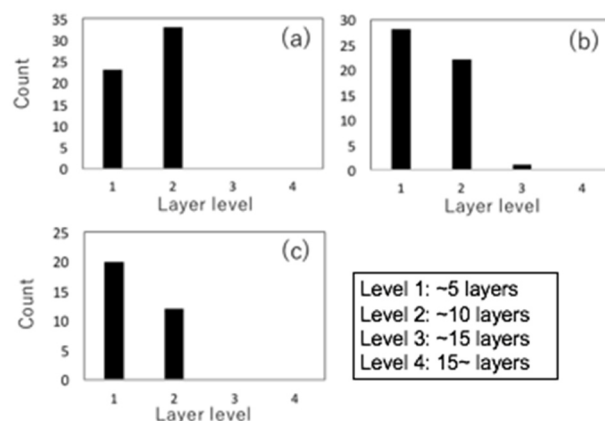 35
30
25
20
15
10
5
0
Count
(a)
1 2 3 4
Layer level
30
25
20
15
10
5
0
(b)
1 2 3 4
Layer level
25
20
15
10
5
0
Count
(c)
1 2 3 4
Layer level
Level 1: ~5 layers
Level 2: ~10 layers
Level 3: ~15 layers
Level 4: 15~ layers